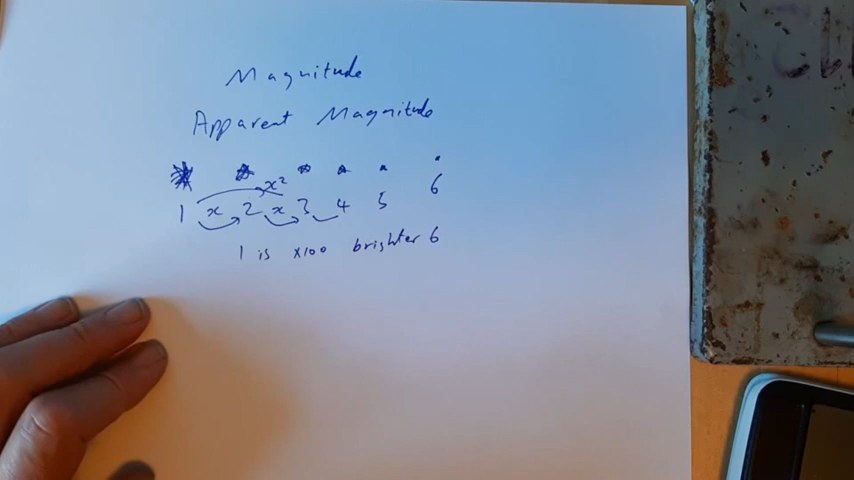 Magnitude
Apparent Magnitude
x²
1 x 2 x 3 4 5 6
1 is x100 brighter 6